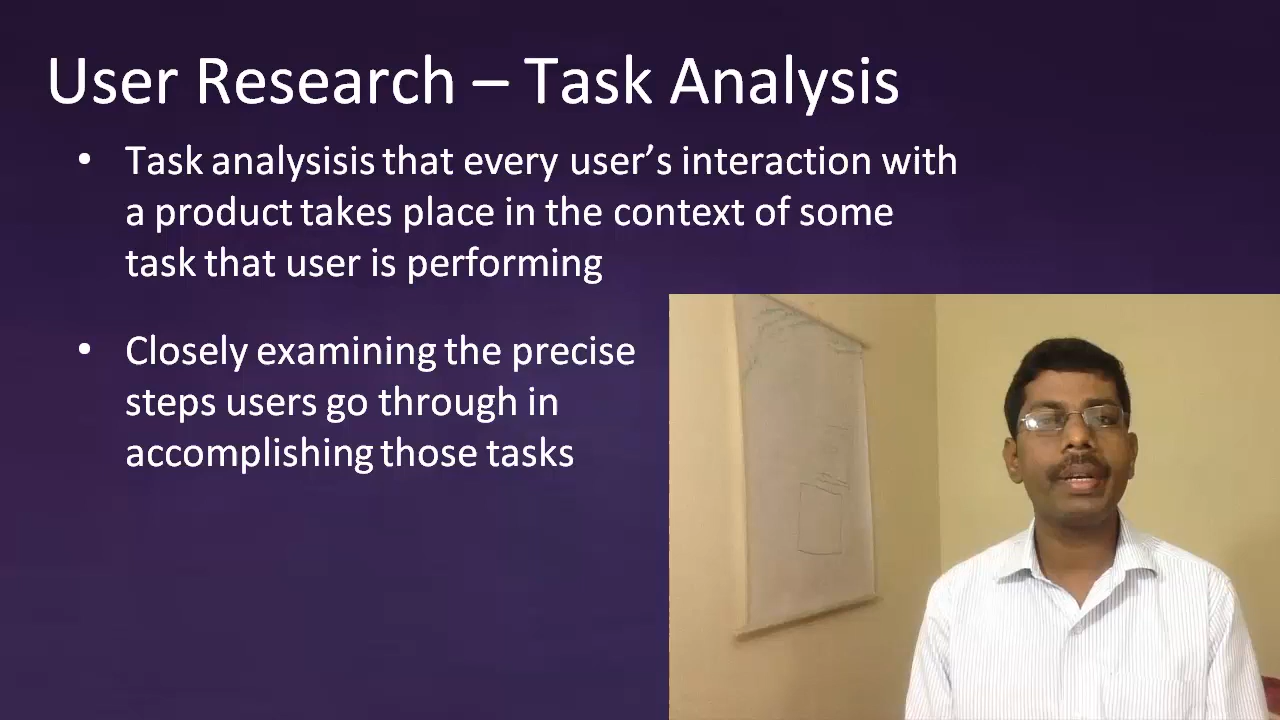 User Research – Task Analysis
• Task analysisis that every user’s interaction with
a product takes place in the context of some
task that user is performing
• Closely examining the precise
steps users go through in
accomplishing those tasks